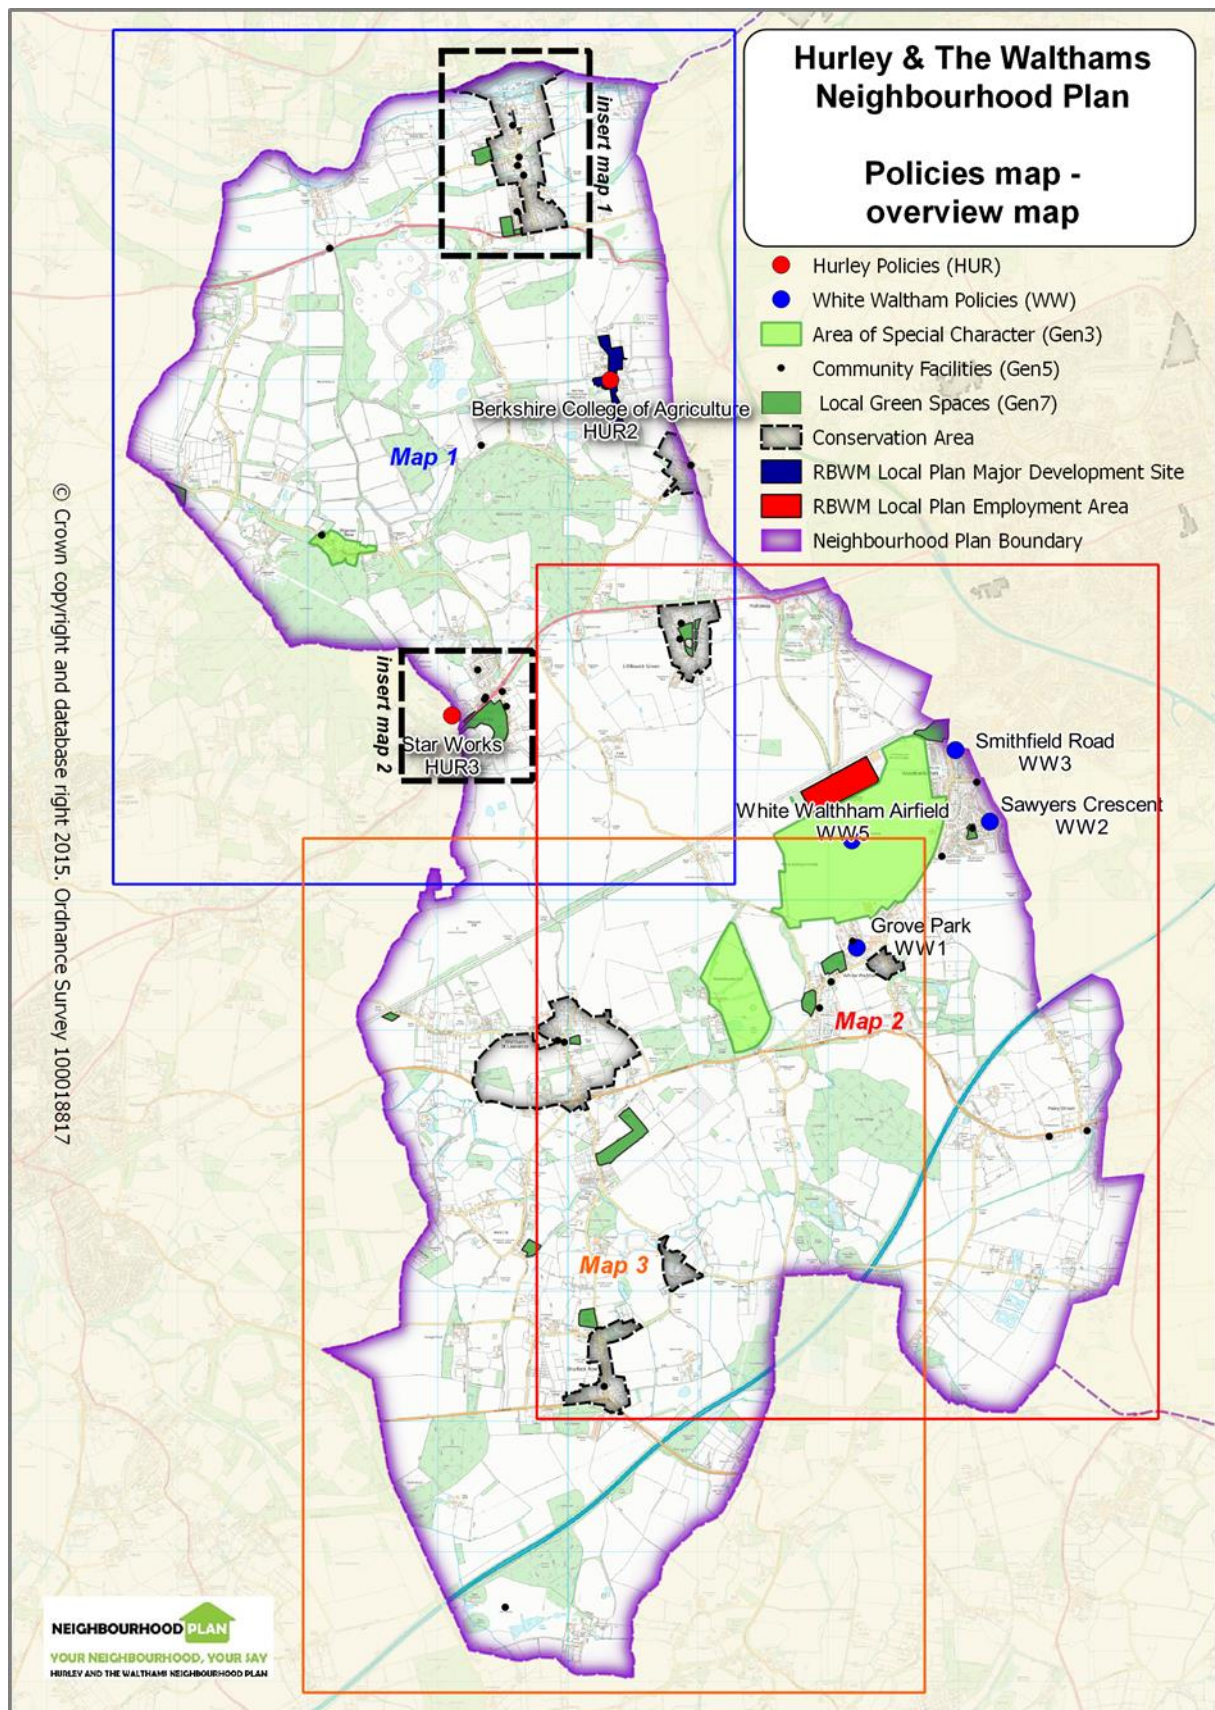 Hurley & The Walthams
Neighbourhood Plan
Policies map -
overview map
Hurley Policies (HUR)
White Waltham Policies (WW)
Area of Special Character (Gen3)
Community Facilities (Gen5)
Local Green Spaces (Gen7)
Conservation Area
RBWM Local Plan Major Development Site
RBWM Local Plan Employment Area
Neighbourhood Plan Boundary
insert map 1
Berkshire College of Agriculture
HUR2
Map 1
insert map 2
Star Works
HUR3
Smithfield Road
WW3
Sawyers Crescent
WW2
White Walthham Airfield
WW5
Grove Park
WW1
Map 2
Map 3
© Crown copyright and database right 2015. Ordnance Survey 100018817
NEIGHBOURHOOD PLAN
YOUR NEIGHBOURHOOD, YOUR SAY
HURLEY AND THE WALTHAMS NEIGHBOURHOOD PLAN